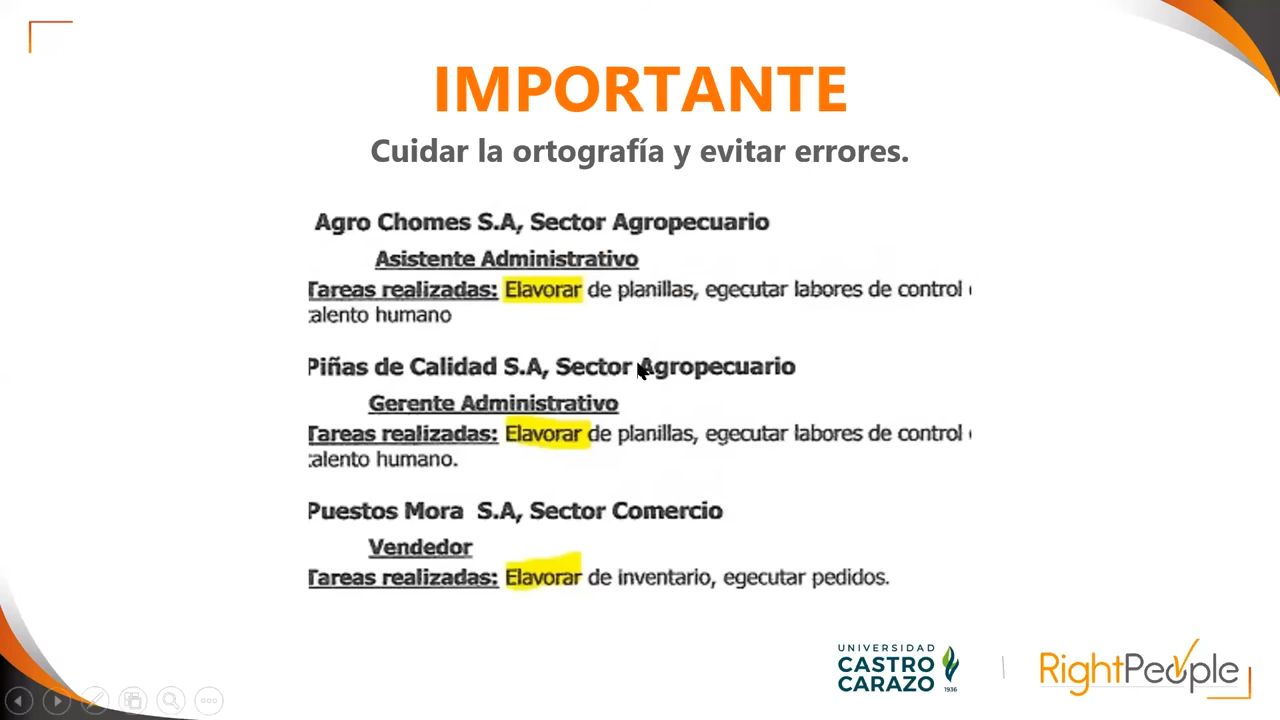 IMPORTANTE
Cuidar la ortografía y evitar errores.
Agro Chomes S.A, Sector Agropecuario
Asistente Administrativo
Tareas realizadas: Elavorar de planillas, egecutar labores de control
talento humano
Piñas de Calidad S.A, Sector Agropecuario
Gerente Administrativo
Tareas realizadas: Elavorar de planillas, egecutar labores de control
talento humano.
Puestos Mora S.A, Sector Comercio
Vendedor
Tareas realizadas: Elavorar de inventario, egecutar pedidos.
UNIVERSIDAD
CASTRO
CARAZO
1936
RightPeople